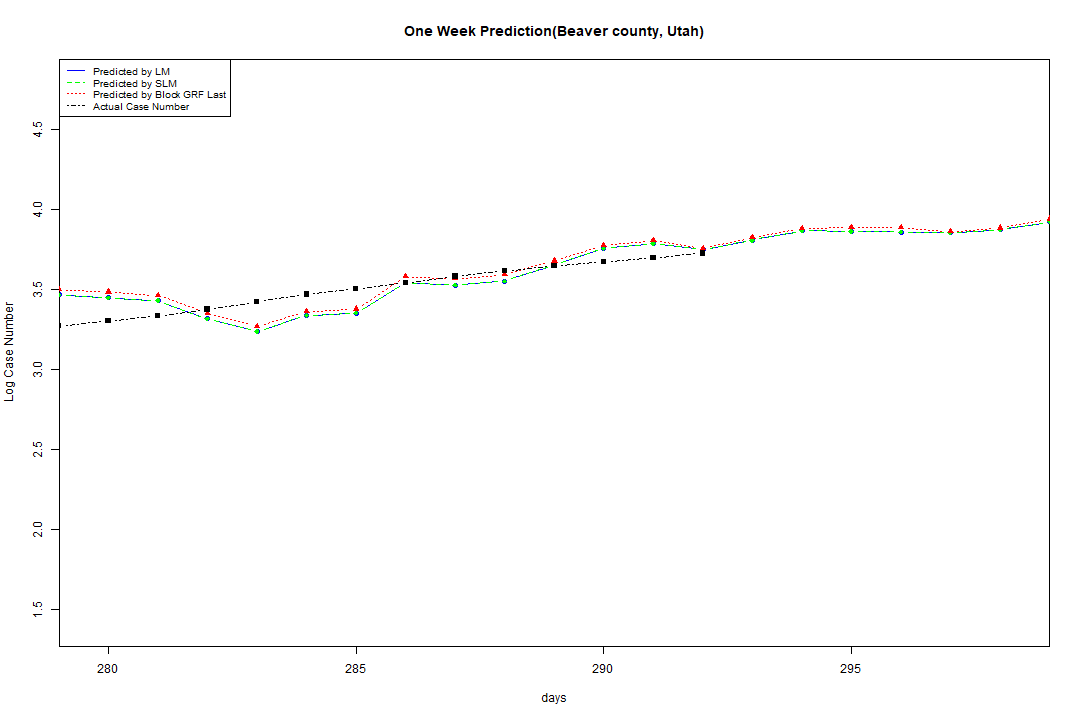 One Week Prediction(Beaver county, Utah)
Predicted by LM
Predicted by SLM
Predicted by Block GRF Last
Actual Case Number
4.5
4.0
3.5
3.0
2.5
2.0
1.5
Log Case Number
280 285 290 295
days